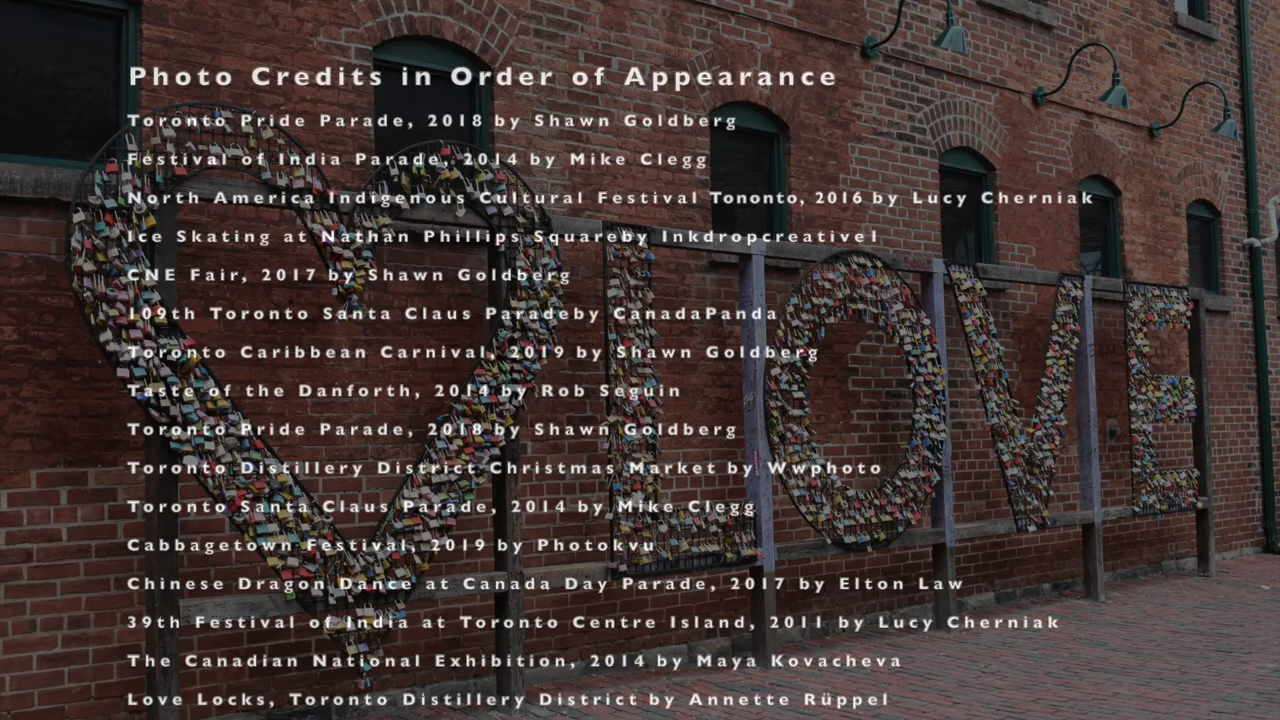 Photo Credits in Order of Appearance
Toronto Pride Parade, 2018 by Shawn Goldberg
Festival of India Parade, 2014 by Mike Clegg
North America Indigenous Cultural Festival Tononto, 2016 by Lucy Cherniak
Ice Skating at Nathan Phillips Squareby Inkdropcreative1
CNE Fair, 2017 by Shawn Goldberg
109th Toronto Santa Claus Paradeby CanadaPanda
Toronto Caribbean Carnival, 2019 by Shawn Goldberg
Taste of the Danforth, 2014 by Rob Seguin
Toronto Pride Parade, 2018 by Shawn Goldberg
Toronto Distillery District Christmas Market by Wwphoto
Toronto Santa Claus Parade, 2014 by Mike Clegg
Cabbagetown Festival, 2019 by Photokvu
Chinese Dragon Dance at Canada Day Parade, 2017 by Elton Law
39th Festival of India at Toronto Centre Island, 2011 by Lucy Cherniak
The Canadian National Exhibition, 2014 by Maya Kovacheva
Love Locks, Toronto Distillery District by Annette Rüppel
LOVE